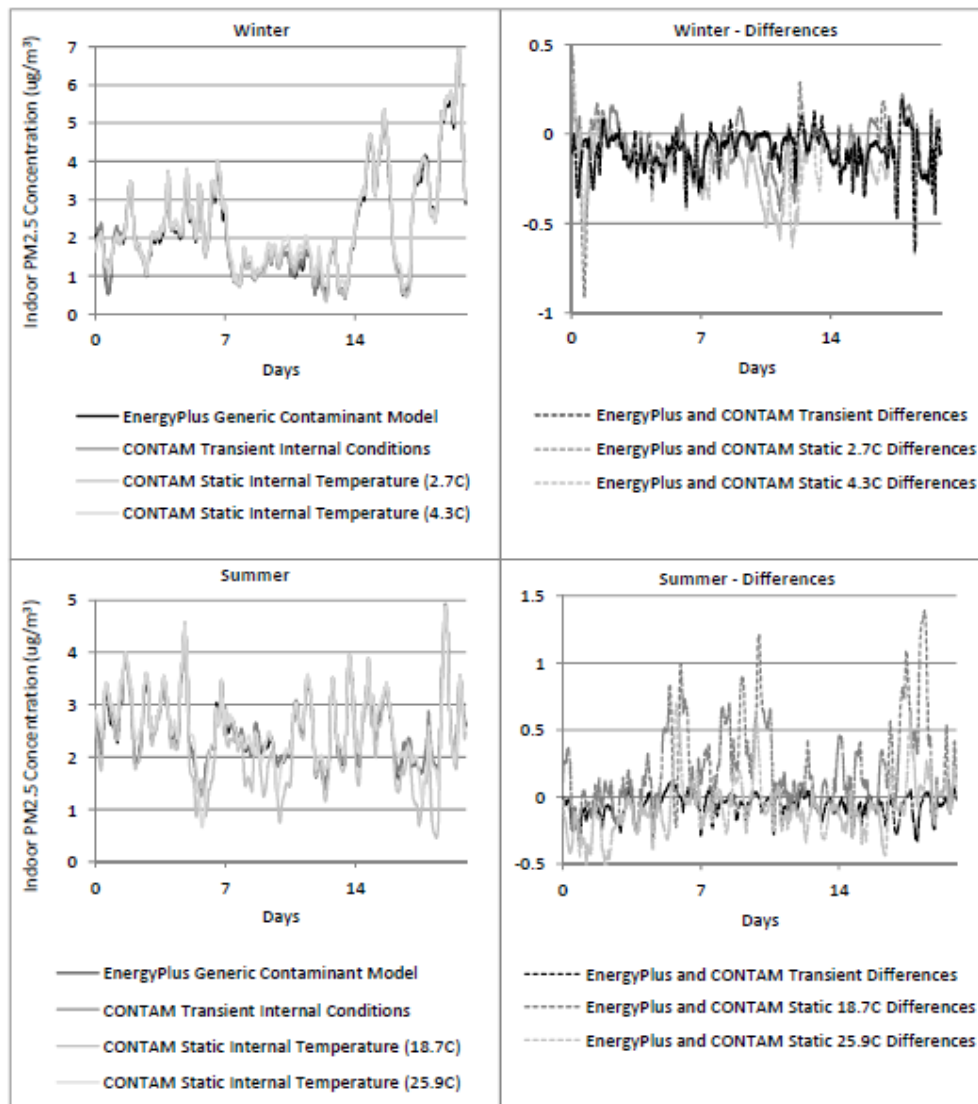 Winter
Indoor PM2.5 Concentration (ug/m³)
7
6
5
4
3
2
1
0
0
7
14
Days
EnergyPlus Generic Contaminant Model
CONTAM Transient Internal Conditions
CONTAM Static Internal Temperature (2.7C)
CONTAM Static Internal Temperature (4.3C)
Winter - Differences
0.5
0
-0.5
-1
0
7
14
Days
EnergyPlus and CONTAM Transient Differences
EnergyPlus and CONTAM Static 2.7C Differences
EnergyPlus and CONTAM Static 4.3C Differences
Summer
Indoor PM2.5 Concentration (ug/m³)
5
4
3
2
1
0
0
7
14
Days
EnergyPlus Generic Contaminant Model
CONTAM Transient Internal Conditions
CONTAM Static Internal Temperature (18.7C)
CONTAM Static Internal Temperature (25.9C)
Summer - Differences
1.5
1
0.5
0
-0.5
0
7
14
Days
EnergyPlus and CONTAM Transient Differences
EnergyPlus and CONTAM Static 18.7C Differences
EnergyPlus and CONTAM Static 25.9C Differences